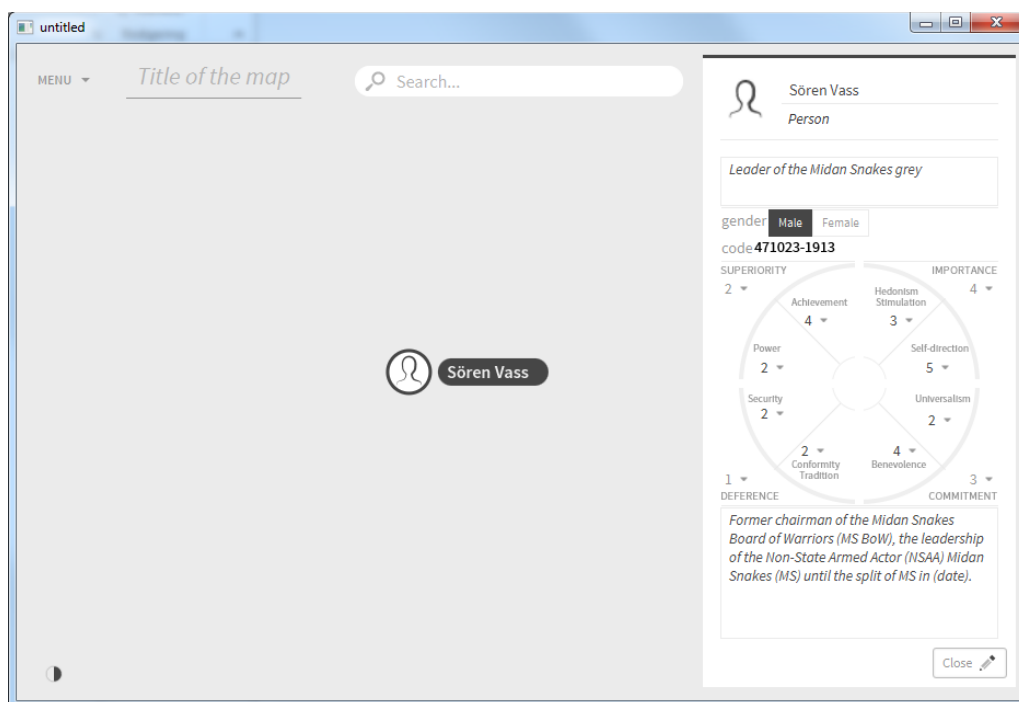 untitled
MENU
Title of the map
Search...
Sören Vass
Sören Vass
Person
Leader of the Midan Snakes grey
gender Male Female
code 471023-1913
SUPERIORITY IMPORTANCE
2 4
Achievement
4
Hedonism
Stimulation
3
Power
2
Self-direction
5
Security
2
Universalism
2
2
Conformity
Tradition
4
Benevolence
1 3
DEFERENCE COMMITMENT
Former chairman of the Midan Snakes
Board of Warriors (MS BoW), the leadership
of the Non-State Armed Actor (NSAA) Midan
Snakes (MS) until the split of MS in (date).
Close